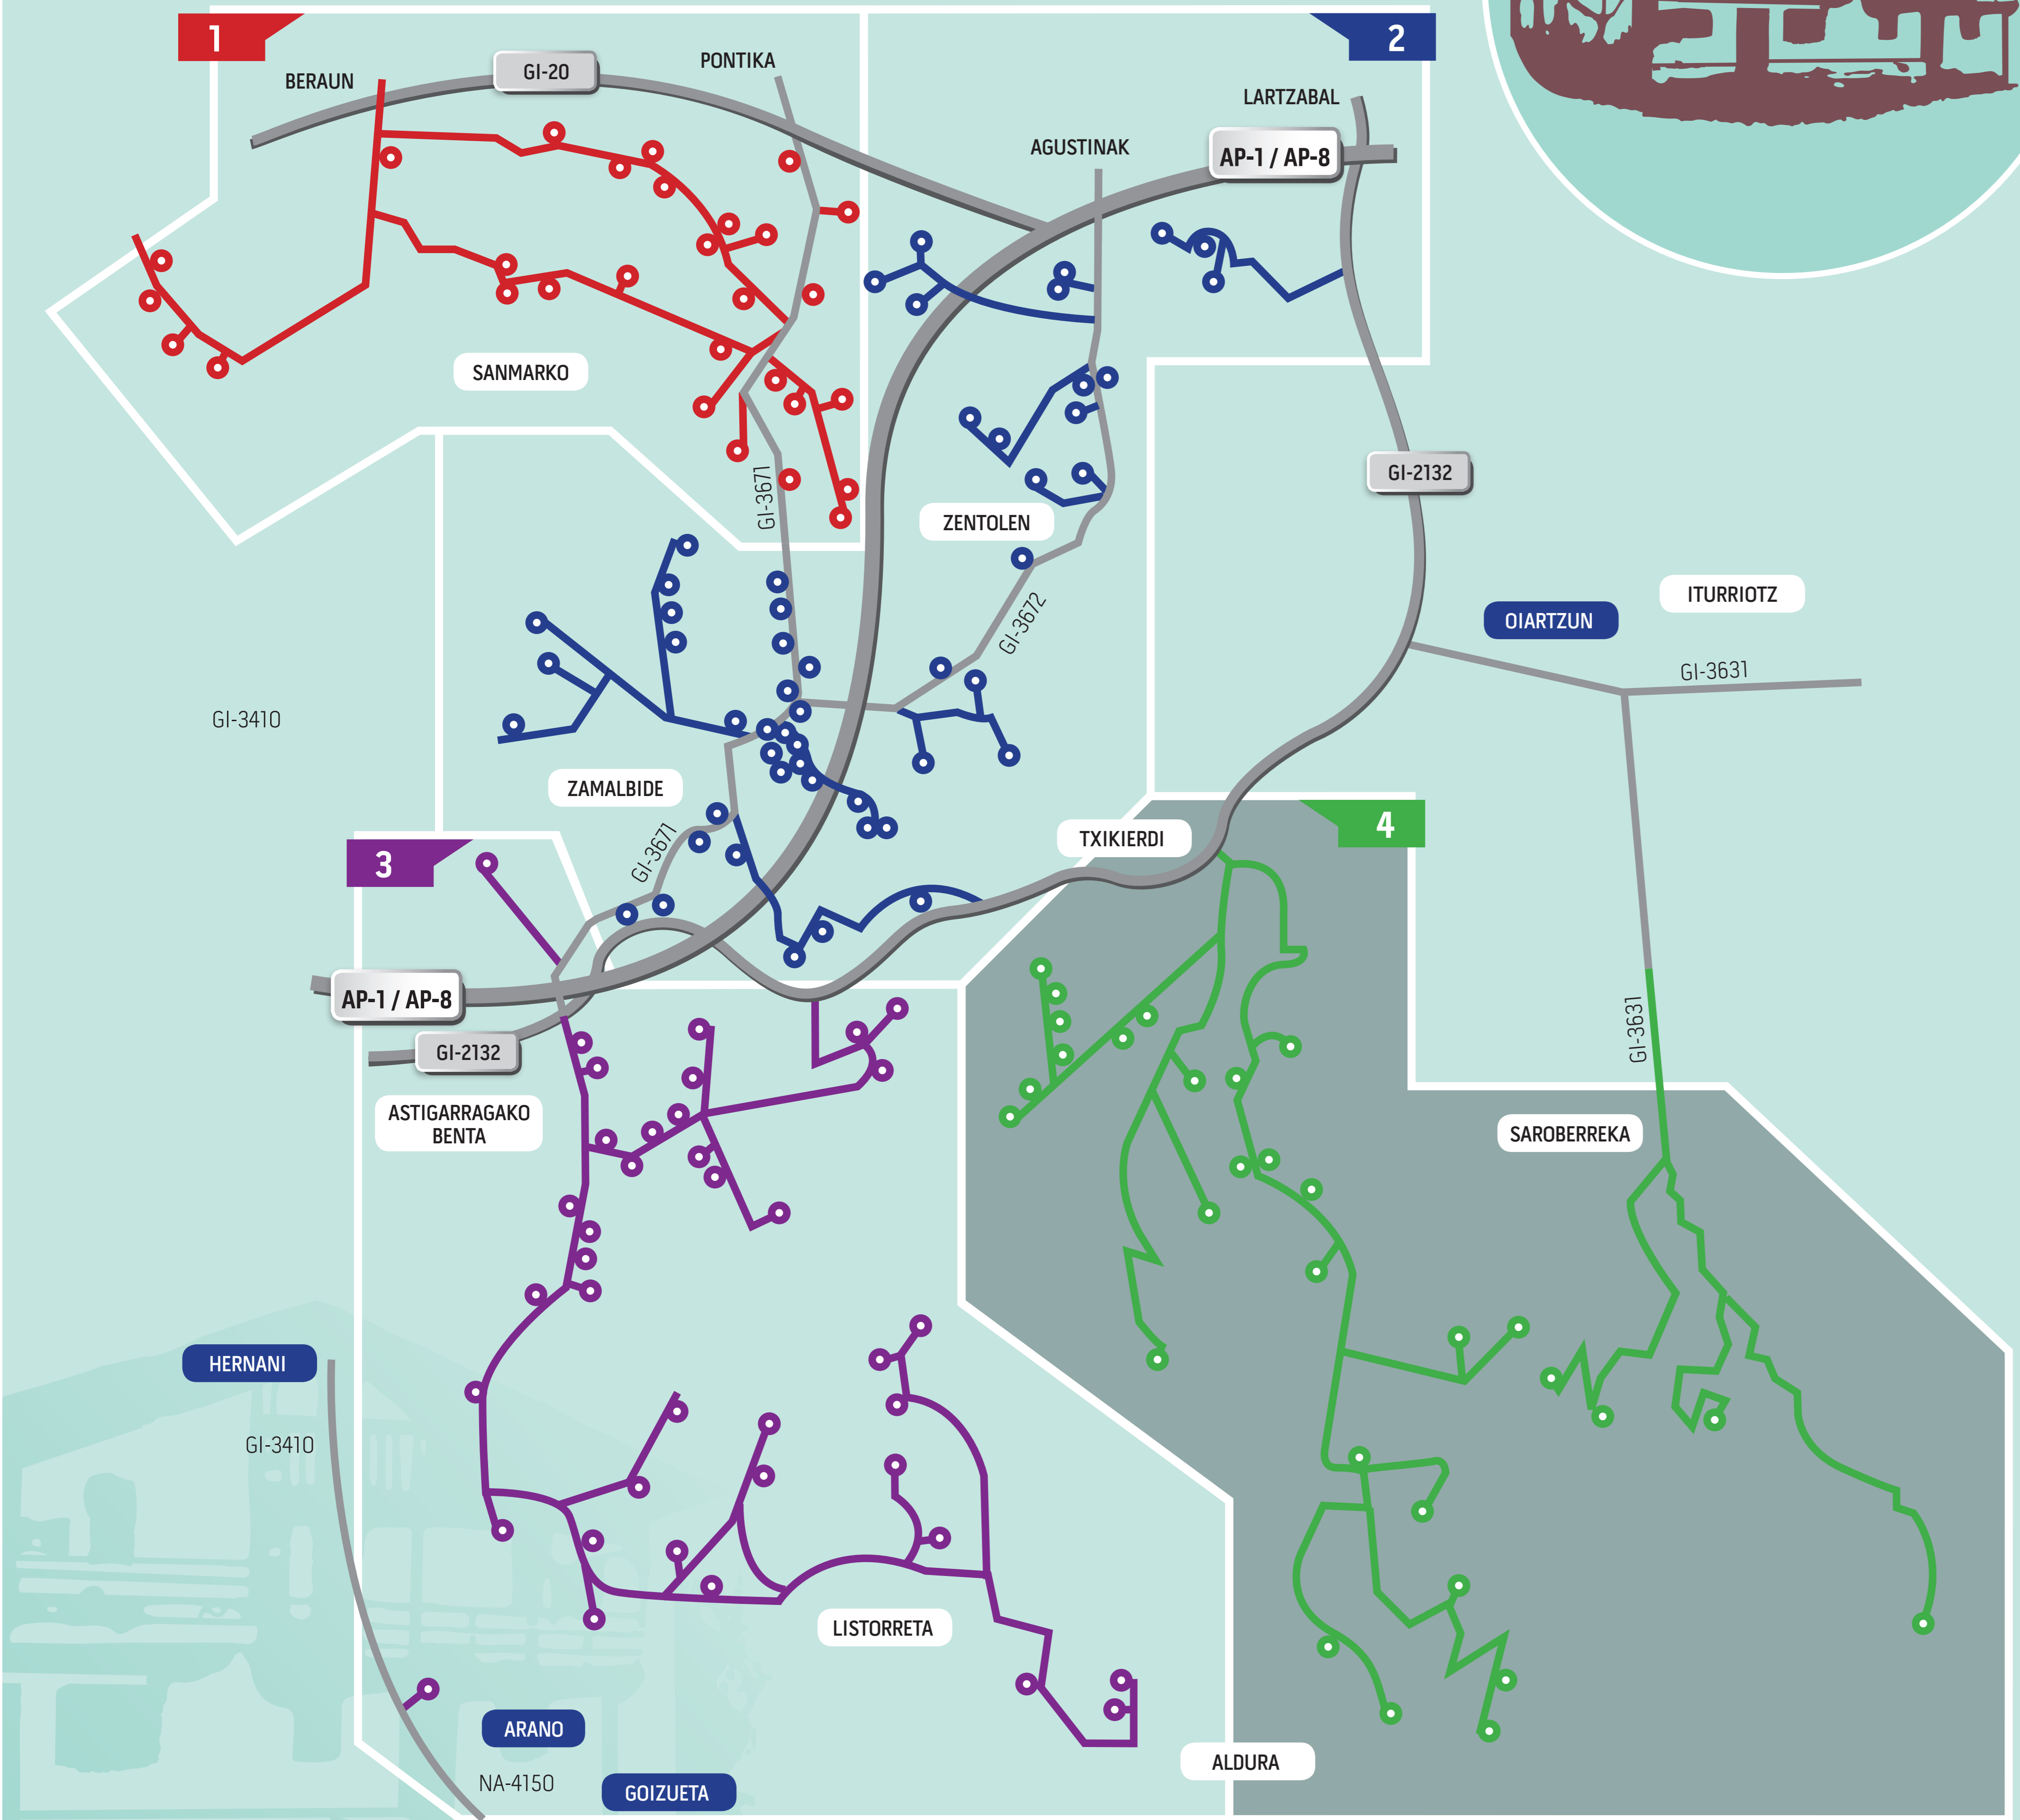 1
2
BERAUN
GI-20
PONTIKA
LARTZABAL
AGUSTINAK
AP-1 / AP-8
SANMARKO
GI-3671
GI-2132
ZENTOLEN
ITURRIOTZ
OIARTZUN
GI-3672
GI-3631
GI-3410
ZAMALBIDE
4
TXIKIERDI
GI-3671
3
AP-1 / AP-8
GI-3631
GI-2132
ASTIGARRAGAKO
BENTA
SAROBERREKA
HERNANI
GI-3410
LISTORRETA
ARANO
ALDURA
NA-4150
GOIZUETA